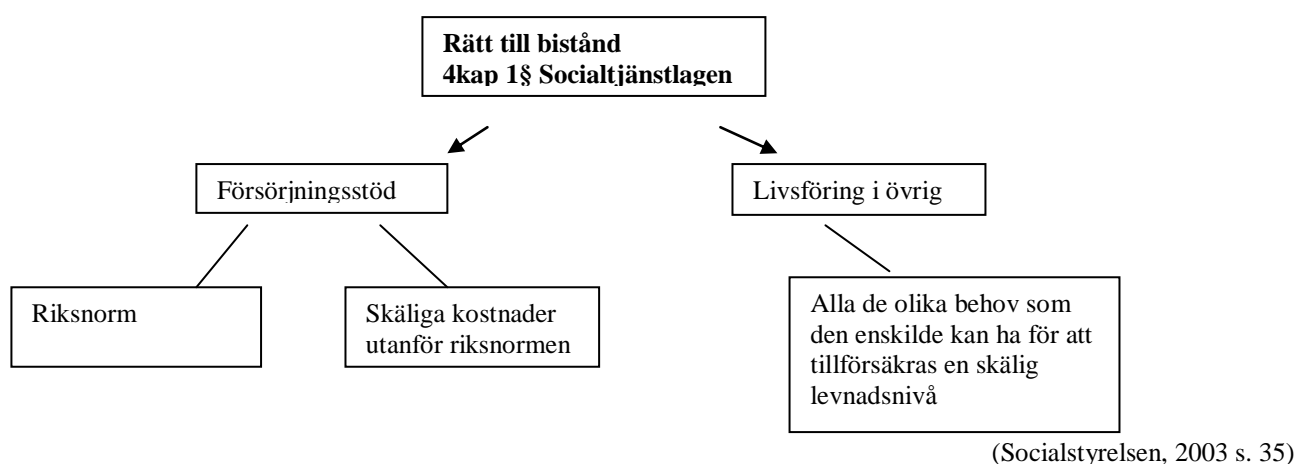 Rätt till bistånd
4kap 1§ Socialtjänstlagen
Försörjningsstöd
Livsföring i övrig
Riksnorm
Skäliga kostnader
utanför riksnormen
Alla de olika behov som
den enskilde kan ha för att
tillförsäkras en skälig
levnadsnivå
(Socialstyrelsen, 2003 s. 35)